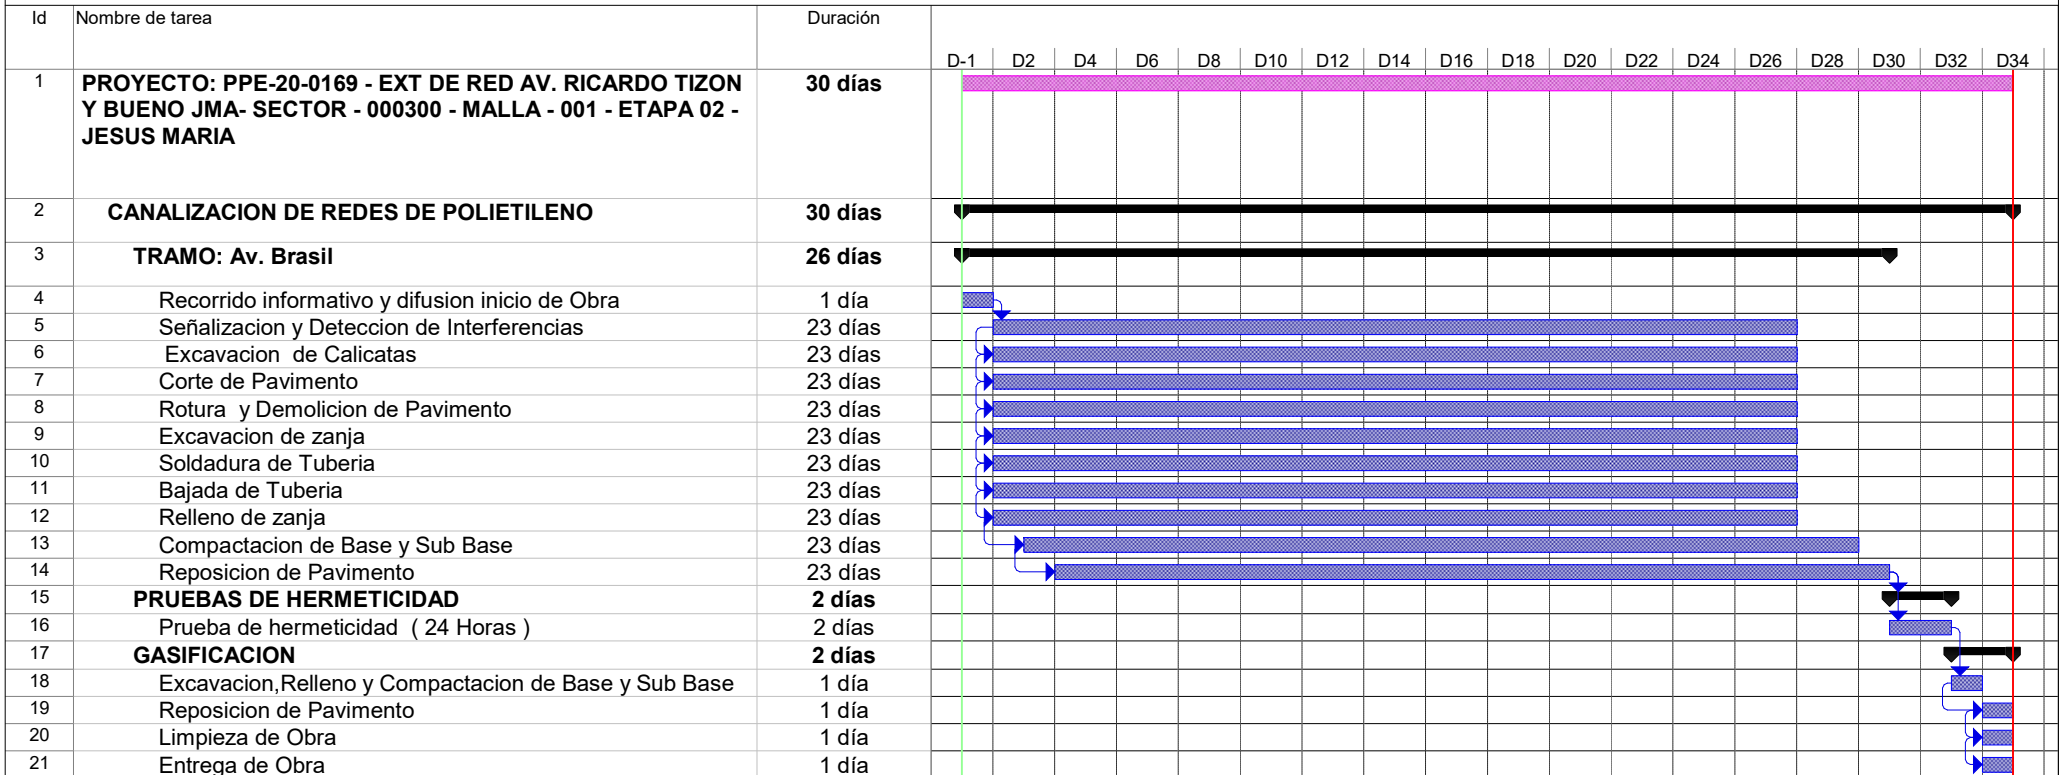 Id Nombre de tarea Duración
D-1 D2 D4 D6 D8 D10 D12 D14 D16 D18 D20 D22 D24 D26 D28 D30 D32 D34
1 PROYECTO: PPE-20-0169 - EXT DE RED AV. RICARDO TIZON 30 días
Y BUENO JMA- SECTOR - 000300 - MALLA - 001 - ETAPA 02 -
JESUS MARIA
2 CANALIZACION DE REDES DE POLIETILENO 30 días
3 TRAMO: Av. Brasil 26 días
4 Recorrido informativo y difusion inicio de Obra 1 día
5 Señalizacion y Deteccion de Interferencias 23 días
6 Excavacion de Calicatas 23 días
7 Corte de Pavimento 23 días
8 Rotura y Demolicion de Pavimento 23 días
9 Excavacion de zanja 23 días
10 Soldadura de Tuberia 23 días
11 Bajada de Tuberia 23 días
12 Relleno de zanja 23 días
13 Compactacion de Base y Sub Base 23 días
14 Reposicion de Pavimento 23 días
15 PRUEBAS DE HERMETICIDAD 2 días
16 Prueba de hermeticidad ( 24 Horas ) 2 días
17 GASIFICACION 2 días
18 Excavacion,Relleno y Compactacion de Base y Sub Base 1 día
19 Reposicion de Pavimento 1 día
20 Limpieza de Obra 1 día
21 Entrega de Obra 1 día